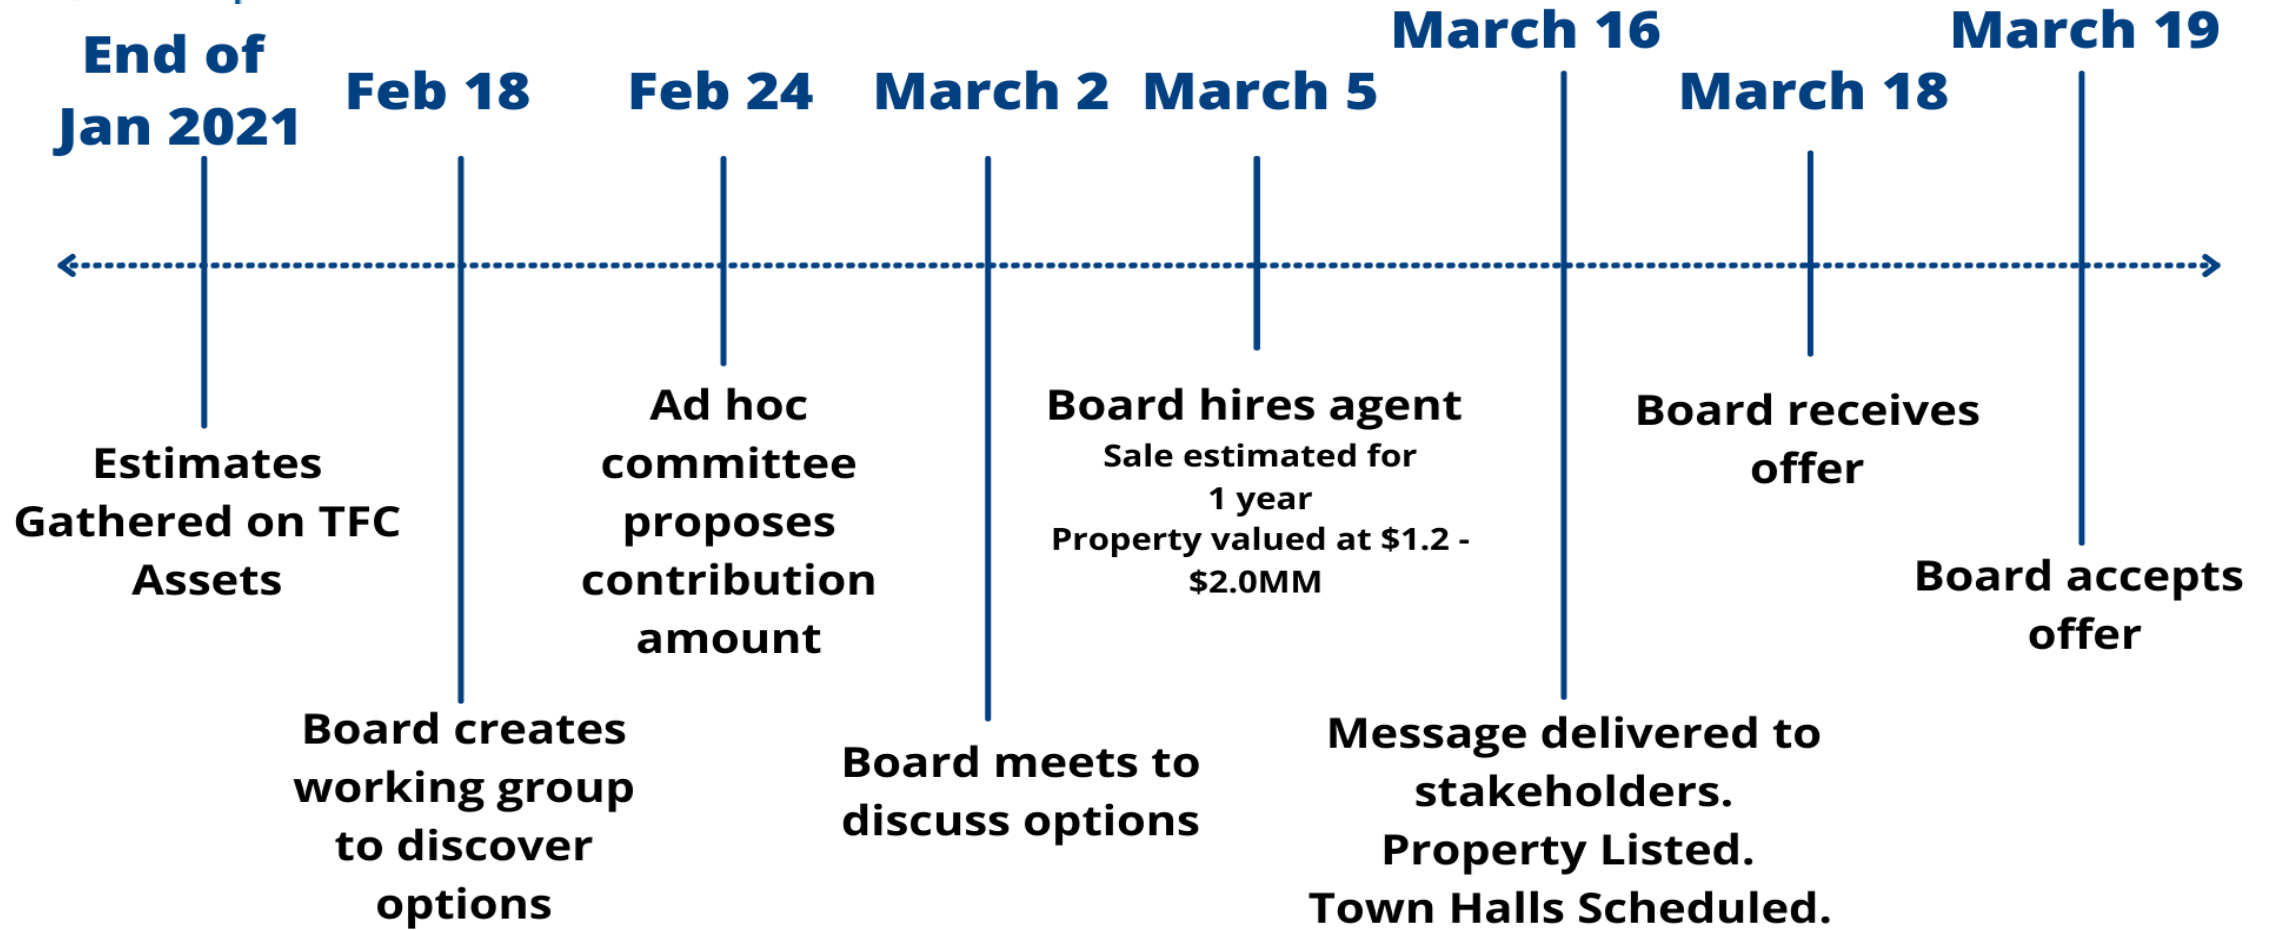 End of
Jan 2021
Estimates
Gathered on TFC
Assets
Feb 18
Board creates
working group
to discover
options
Feb 24
Ad hoc
committee
proposes
contribution
amount
March 2
Board meets to
discuss options
March 5
Board hires agent
Sale estimated for
1 year
Property valued at $1.2 -
$2.0MM
March 16
Message delivered to
stakeholders.
Property Listed.
Town Halls Scheduled.
March 18
Board receives
offer
March 19
Board accepts
offer